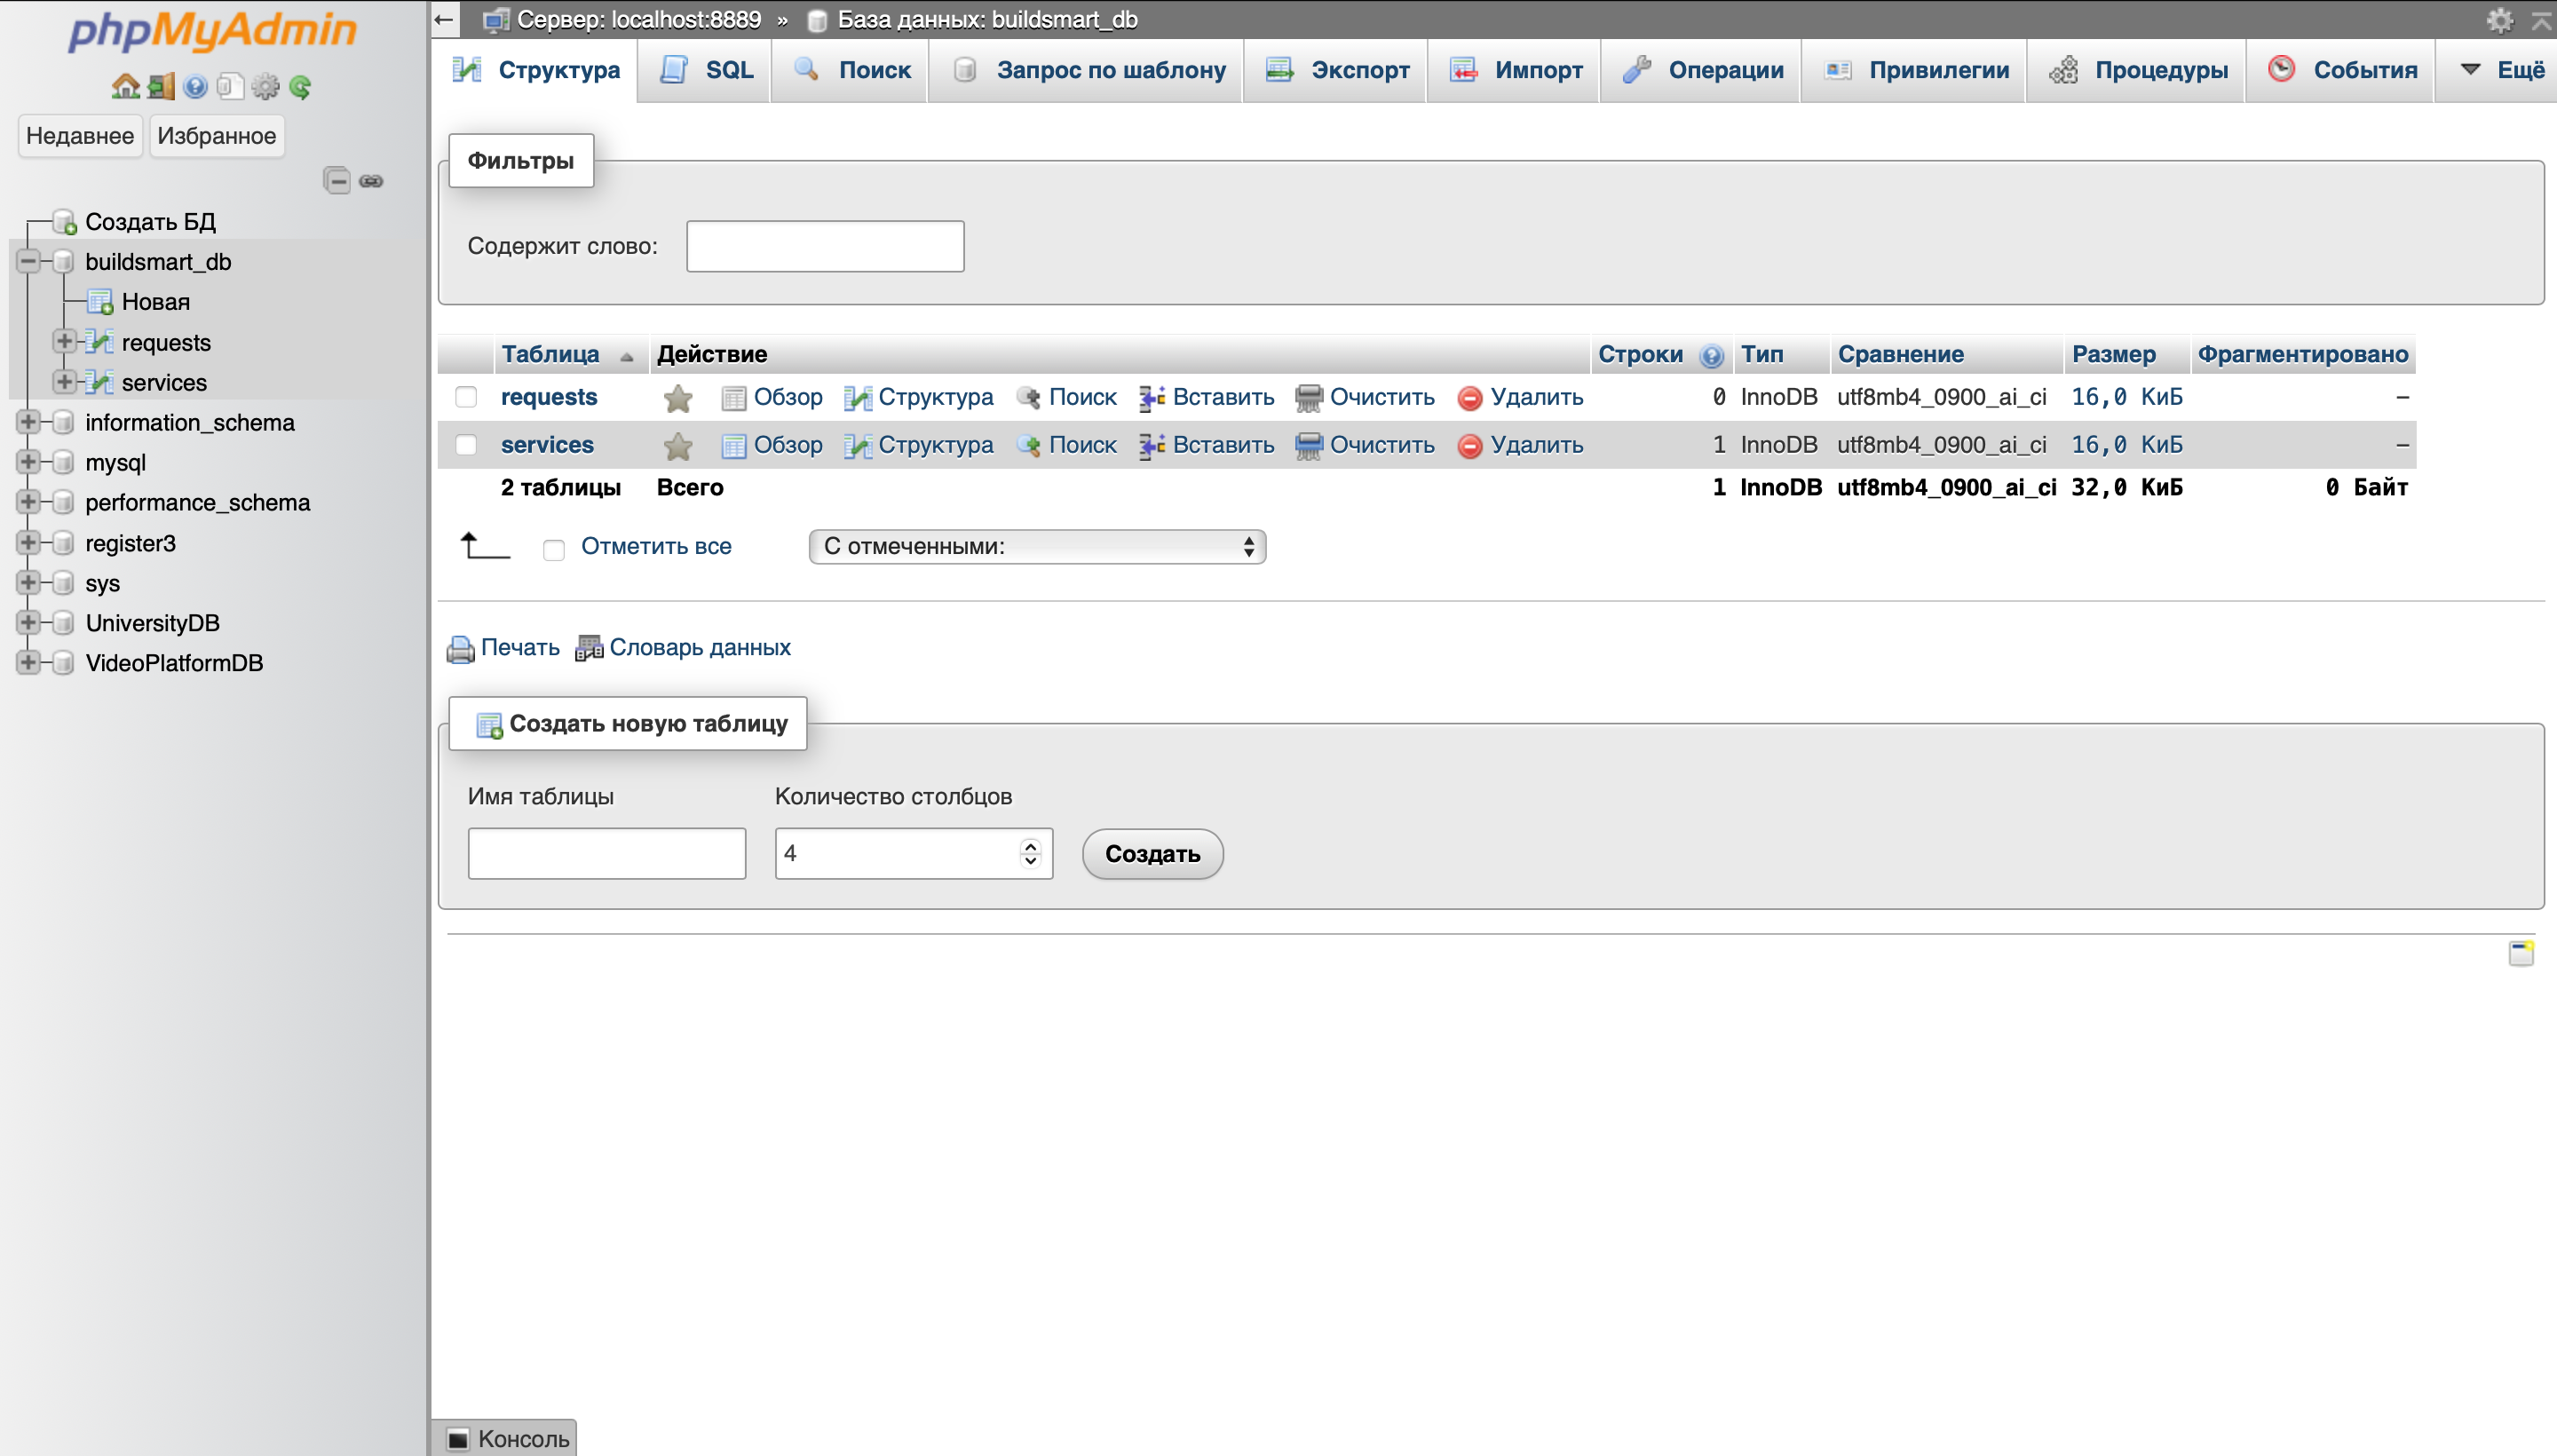 phpMyAdmin
Недавнее Избранное
Создать БД
buildsmart_db
Новая
requests
services
information_schema
mysql
performance_schema
register3
sys
UniversityDB
VideoPlatformDB
Сервер: localhost:8889 » База данных: buildsmart_db
Структура SQL Поиск Запрос по шаблону Экспорт Импорт Операции Привилегии Процедуры События Ещё
Фильтры
Содержит слово:
Таблица Действие Строки Тип Сравнение Размер Фрагментировано
requests Обзор Структура Поиск Вставить Очистить Удалить 0 InnoDB utf8mb4_0900_ai_ci 16,0 КиБ –
services Обзор Структура Поиск Вставить Очистить Удалить 1 InnoDB utf8mb4_0900_ai_ci 16,0 КиБ –
2 таблицы Всего 1 InnoDB utf8mb4_0900_ai_ci 32,0 КиБ 0 Байт
Отметить все С отмеченными:
Печать Словарь данных
Создать новую таблицу
Имя таблицы Количество столбцов
4 Создать
Консоль